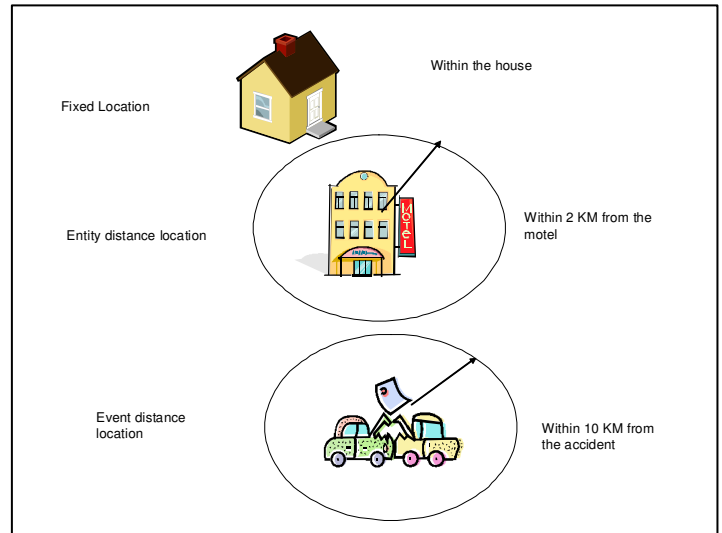 Within the house
Fixed Location
Entity distance location
MOTEL
Within 2 KM from the
motel
Event distance
location
Within 10 KM from
the accident